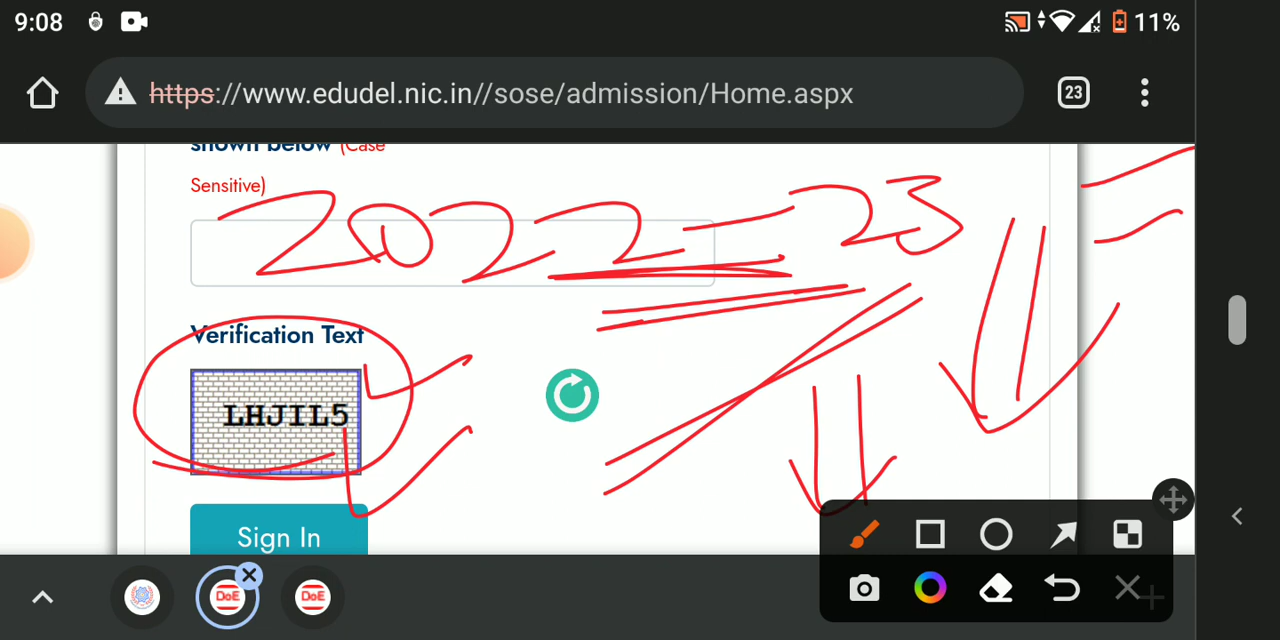 9:08 11%
https://www.edudel.nic.in//sose/admission/Home.aspx 23
shown below (Case
Sensitive)
2022-23
Verification Text
LHJIL5
Sign In
DoE DoE